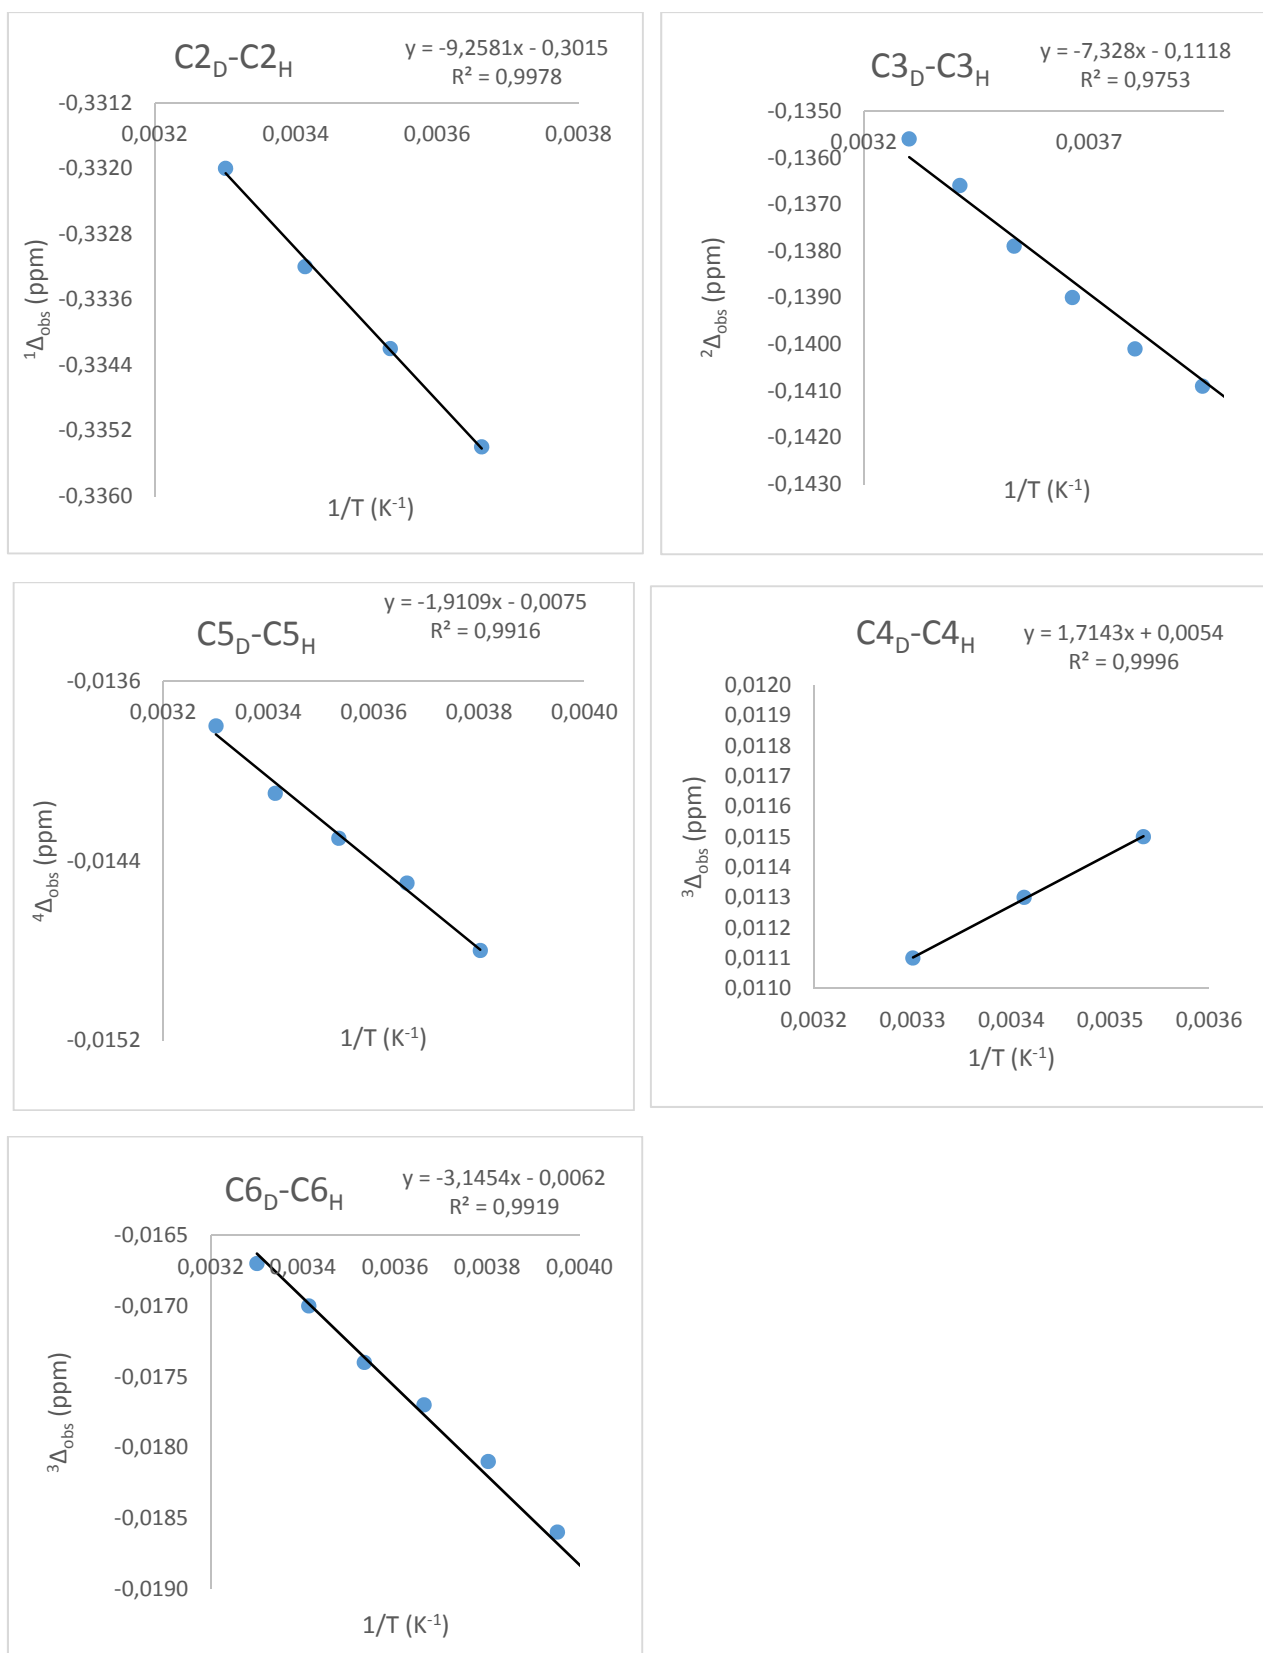 C2D-C2H
y = -9,2581x - 0,3015
R² = 0,9978
-0,3312
-0,3320
-0,3328
-0,3336
-0,3344
-0,3352
-0,3360
0,0032 0,0034 0,0036 0,0038
¹Δobs (ppm)
1/T (K⁻¹)
C3D-C3H
y = -7,328x - 0,1118
R² = 0,9753
-0,1350
-0,1360
-0,1370
-0,1380
-0,1390
-0,1400
-0,1410
-0,1420
-0,1430
0,0032 0,0037
²Δobs (ppm)
1/T (K⁻¹)
C5D-C5H
y = -1,9109x - 0,0075
R² = 0,9916
-0,0136
-0,0144
-0,0152
0,0032 0,0034 0,0036 0,0038 0,0040
⁴Δobs (ppm)
1/T (K⁻¹)
C4D-C4H
y = 1,7143x + 0,0054
R² = 0,9996
0,0120
0,0119
0,0118
0,0117
0,0116
0,0115
0,0114
0,0113
0,0112
0,0111
0,0110
0,0032 0,0033 0,0034 0,0035 0,0036
³Δobs (ppm)
1/T (K⁻¹)
C6D-C6H
y = -3,1454x - 0,0062
R² = 0,9919
-0,0165
-0,0170
-0,0175
-0,0180
-0,0185
-0,0190
0,0032 0,0034 0,0036 0,0038 0,0040
³Δobs (ppm)
1/T (K⁻¹)